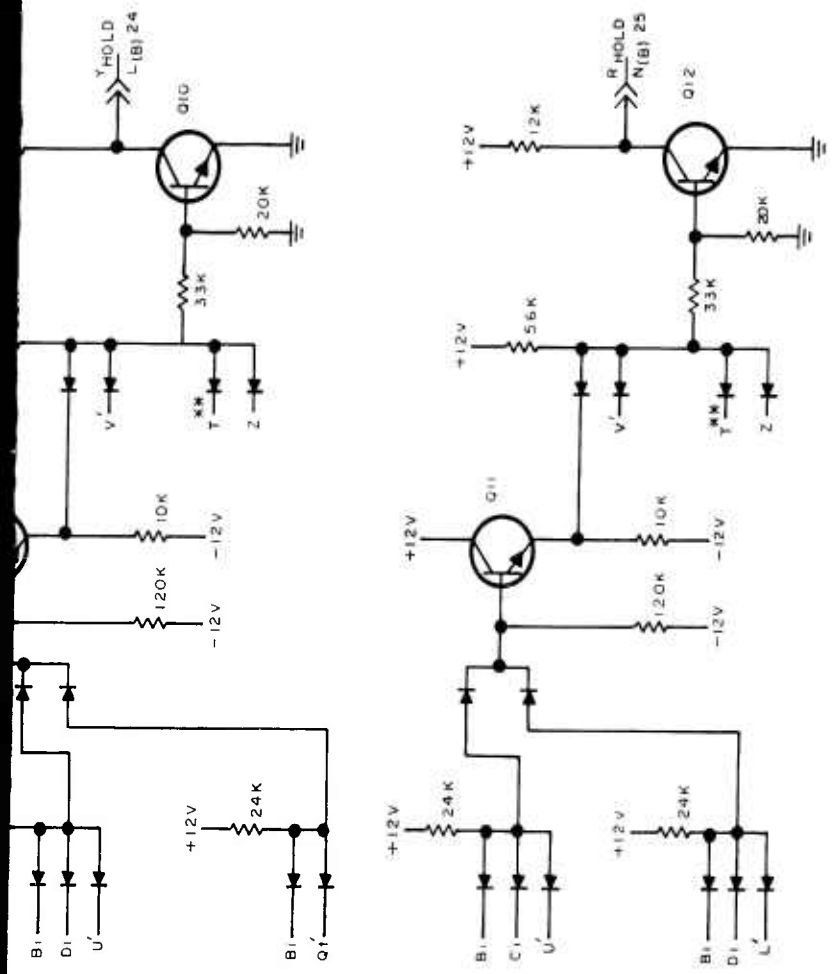 Y HOLD
L(B) 24
Q10
20K
33K
V'
**
T
Z
10K
-12V
120K
-12V
+12V
24K
B1
D1
U'
B1
Q1'
R HOLD
N(B) 25
Q12
+12V
12K
20K
33K
+12V
56K
V'
**
T
Z
Q11
+12V
10K
-12V
120K
-12V
+12V
24K
+12V
24K
B1
C1
U'
B1
D1
L'